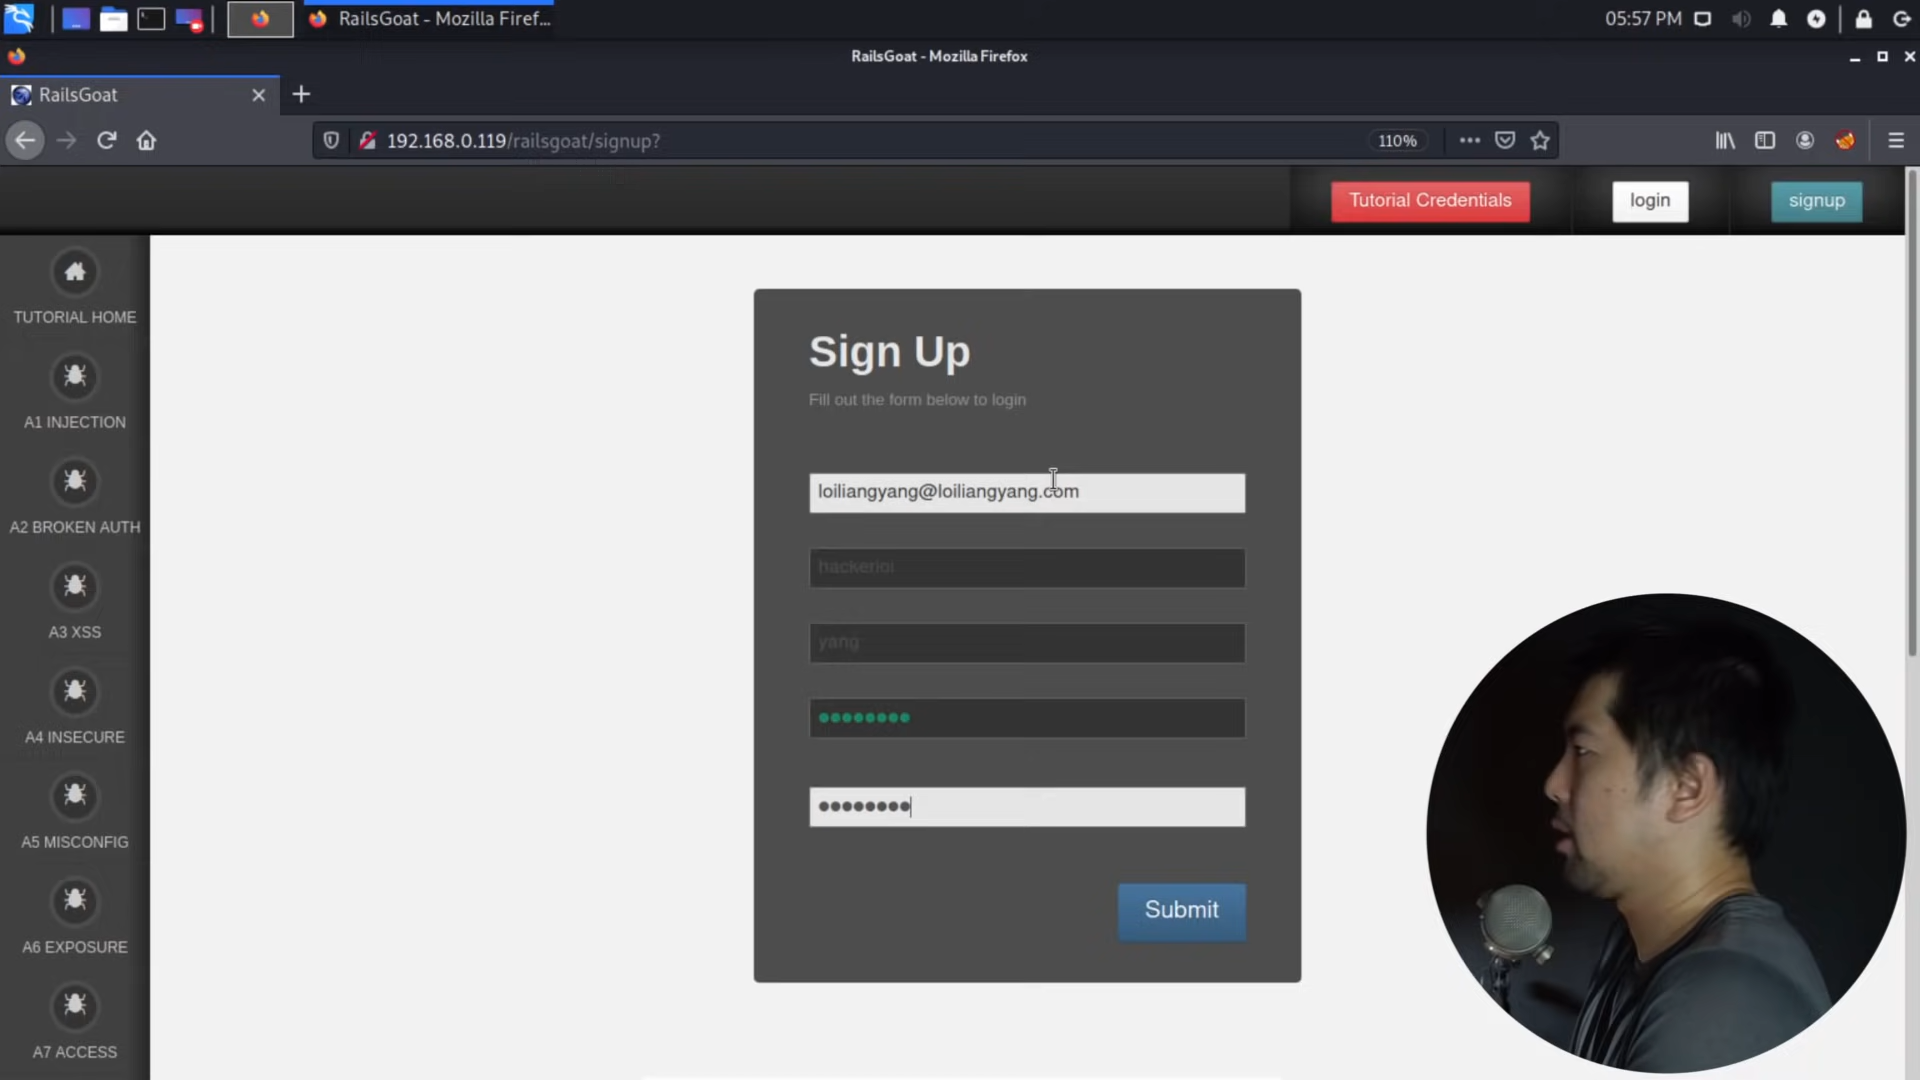 RailsGoat - Mozilla Firef...
05:57 PM
RailsGoat - Mozilla Firefox
RailsGoat
192.168.0.119/railsgoat/signup?
110%
Tutorial Credentials
login
signup
TUTORIAL HOME
A1 INJECTION
A2 BROKEN AUTH
A3 XSS
A4 INSECURE
A5 MISCONFIG
A6 EXPOSURE
A7 ACCESS
Sign Up
Fill out the form below to login
loiliangyang@loiliangyang.com
hackerloi
yang
Submit